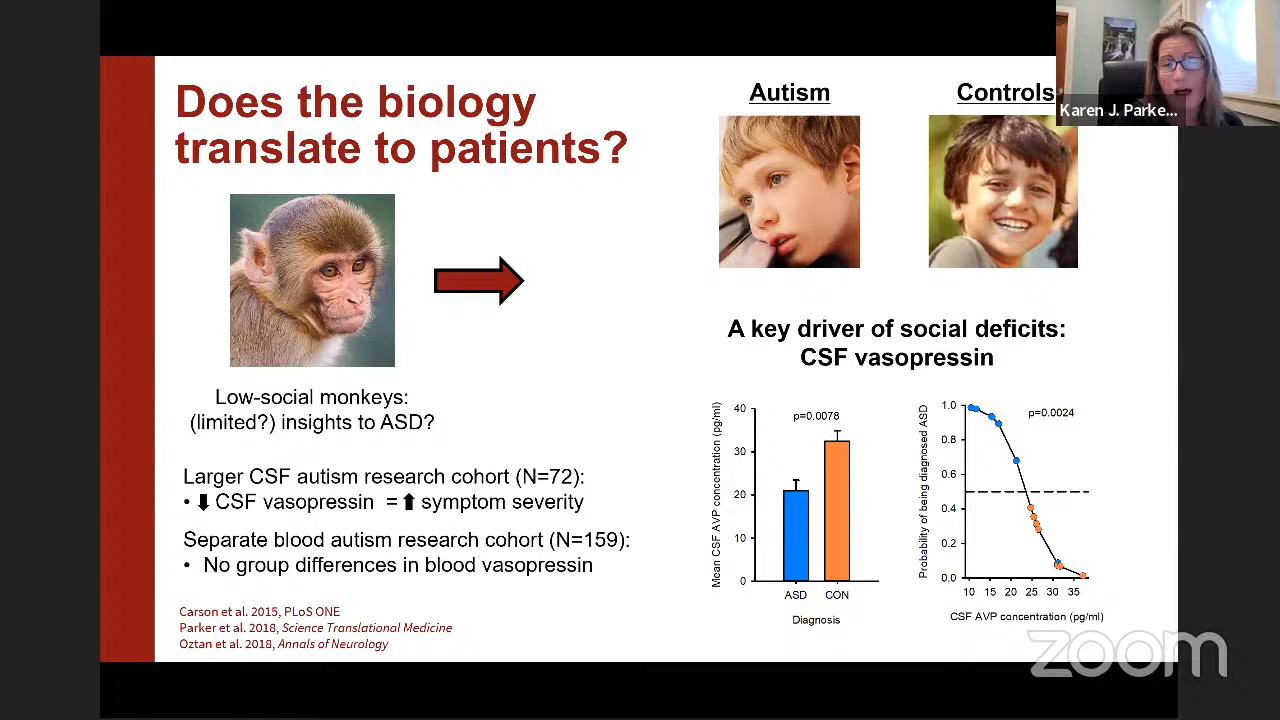 Does the biology
translate to patients?
Autism
Controls
Karen J. Parke...
Low-social monkeys:
(limited?) insights to ASD?
Larger CSF autism research cohort (N=72):
• ⬇ CSF vasopressin = ⬆ symptom severity
Separate blood autism research cohort (N=159):
• No group differences in blood vasopressin
Carson et al. 2015, PLoS ONE
Parker et al. 2018, Science Translational Medicine
Oztan et al. 2018, Annals of Neurology
A key driver of social deficits:
CSF vasopressin
Mean CSF AVP concentration (pg/ml)
40
30
20
10
0
p=0.0078
ASD CON
Diagnosis
Probability of being diagnosed ASD
1.0
0.8
0.6
0.4
0.2
0.0
p=0.0024
10 15 20 25 30 35
CSF AVP concentration (pg/ml)
zoom